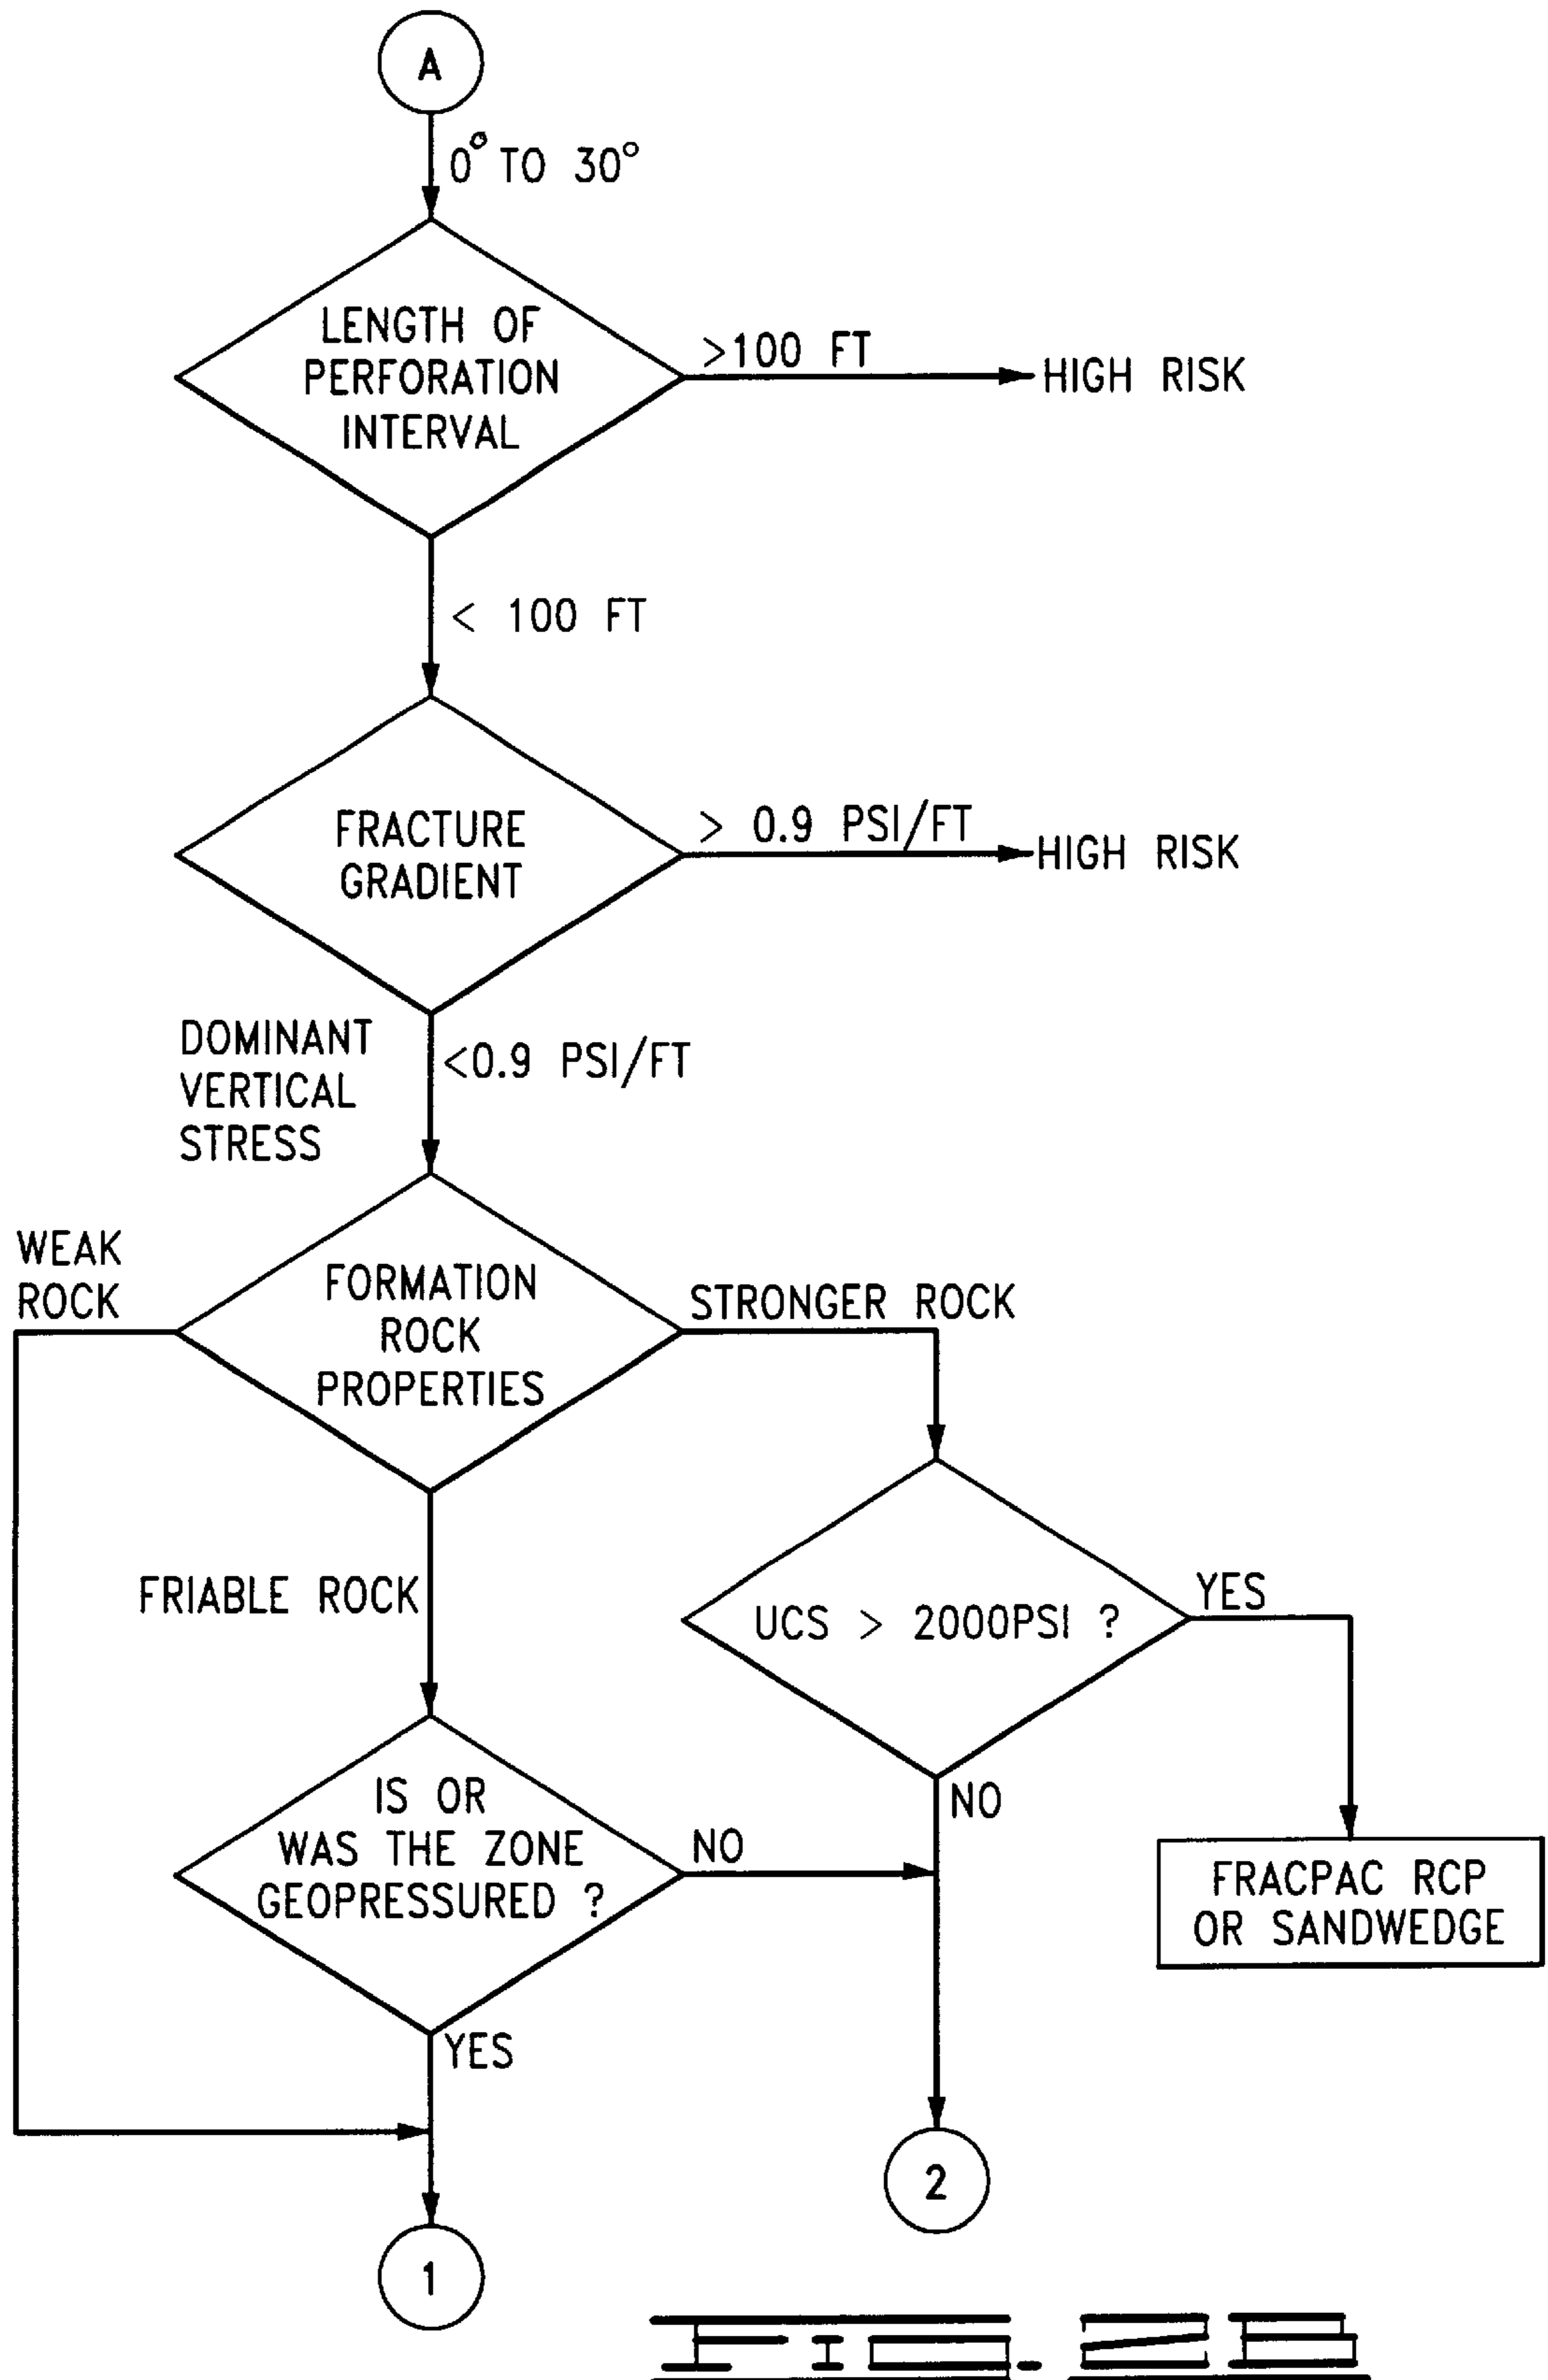 A
0° TO 30°
LENGTH OF
PERFORATION
INTERVAL
>100 FT
HIGH RISK
< 100 FT
FRACTURE
GRADIENT
> 0.9 PSI/FT
HIGH RISK
DOMINANT
VERTICAL
STRESS
<0.9 PSI/FT
WEAK
ROCK
FORMATION
ROCK
PROPERTIES
STRONGER ROCK
FRIABLE ROCK
UCS > 2000PSI ?
YES
NO
IS OR
WAS THE ZONE
GEOPRESSURED ?
NO
FRACPAC RCP
OR SANDWEDGE
YES
2
1